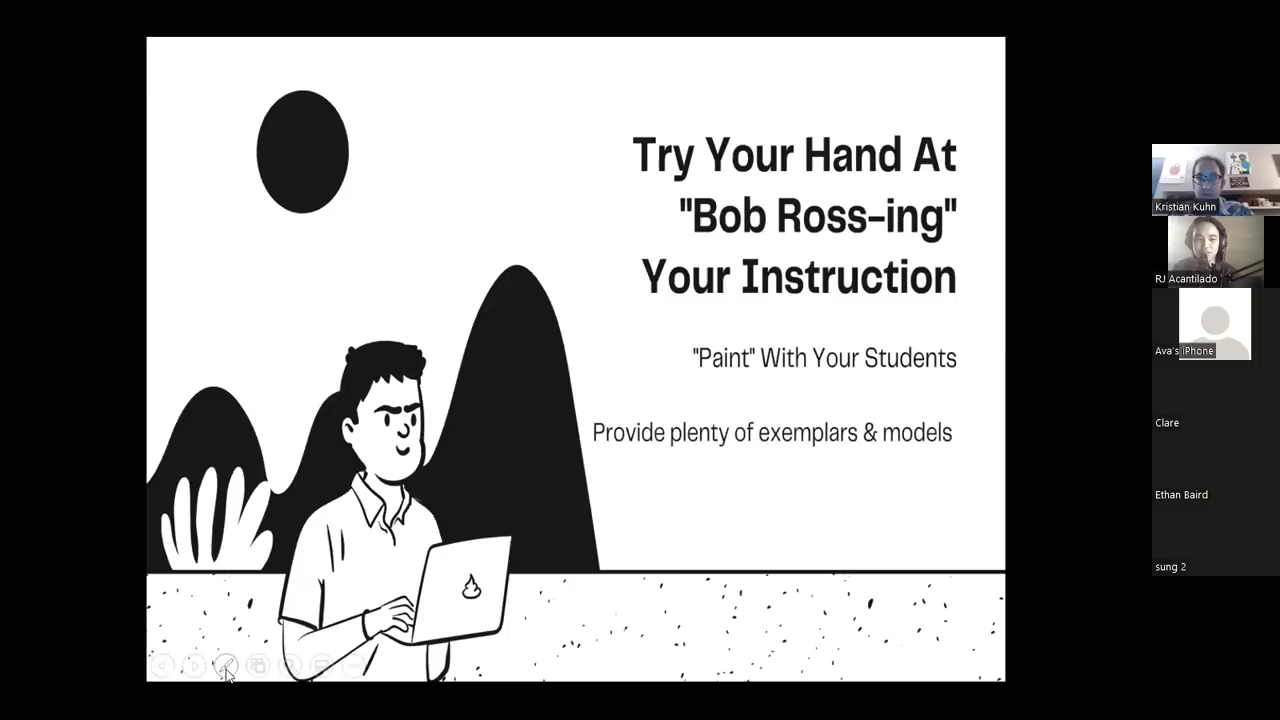 Try Your Hand At
"Bob Ross-ing"
Your Instruction
"Paint" With Your Students
Provide plenty of exemplars & models
Kristian Kuhn
RJ Acantilado
Ava's iPhone
Clare
Ethan Baird
sung 2